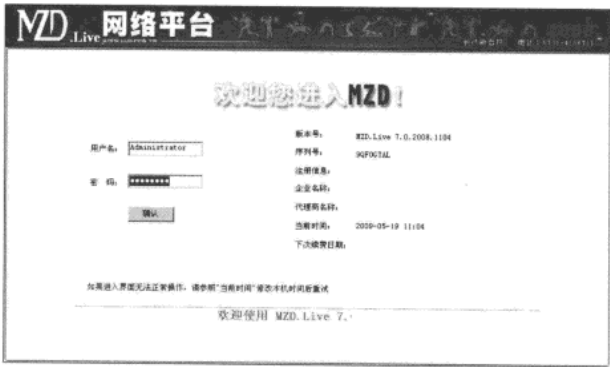 MZD.Live 网络平台
欢迎您进入MZD!
用户名: Administrator
密 码: ********
确认
版本号: MZD.Live 7.0.2008.1104
序列号:
注册信息:
企业名称:
代理商名称:
当前时间: 2009-05-19 11:04
下次续费日期:
如果进入界面无法正常操作，请参照"当前时间"修改本机时间后重试
欢迎使用 MZD.Live 7.